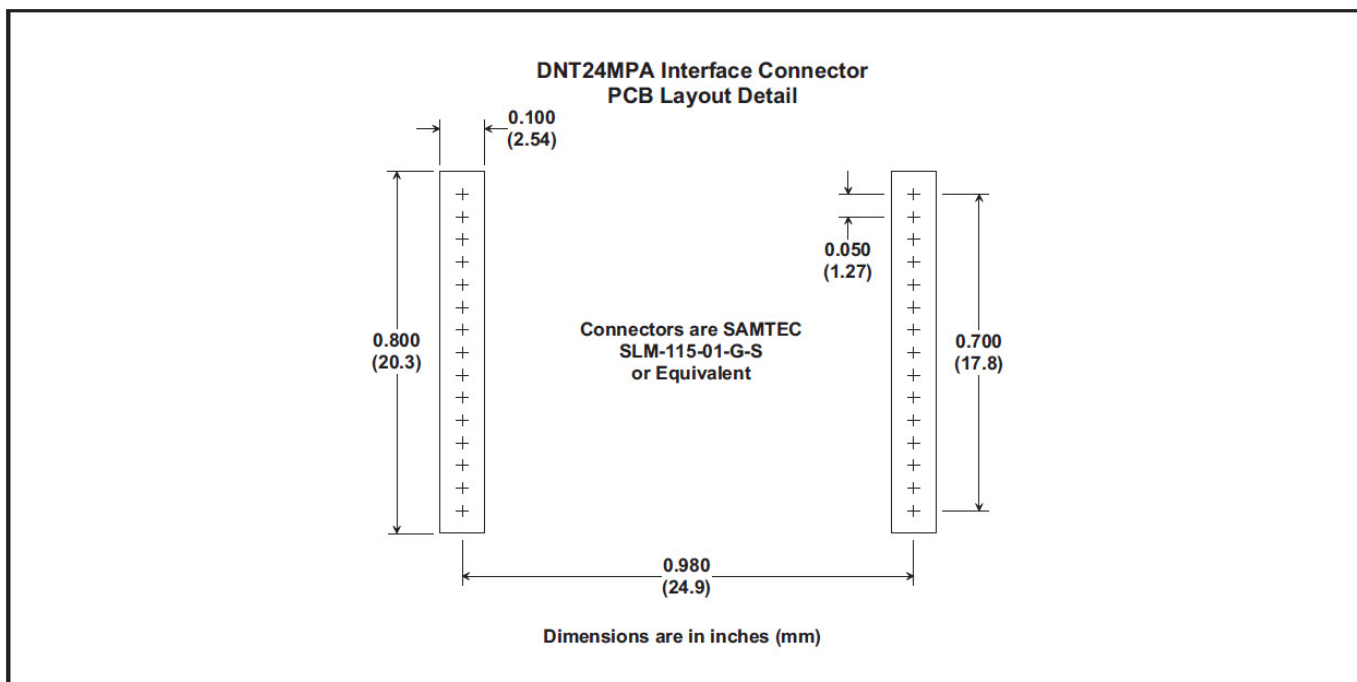 DNT24MPA Interface Connector
PCB Layout Detail
0.100
(2.54)
0.050
(1.27)
Connectors are SAMTEC
SLM-115-01-G-S
or Equivalent
0.800
(20.3)
0.700
(17.8)
0.980
(24.9)
Dimensions are in inches (mm)